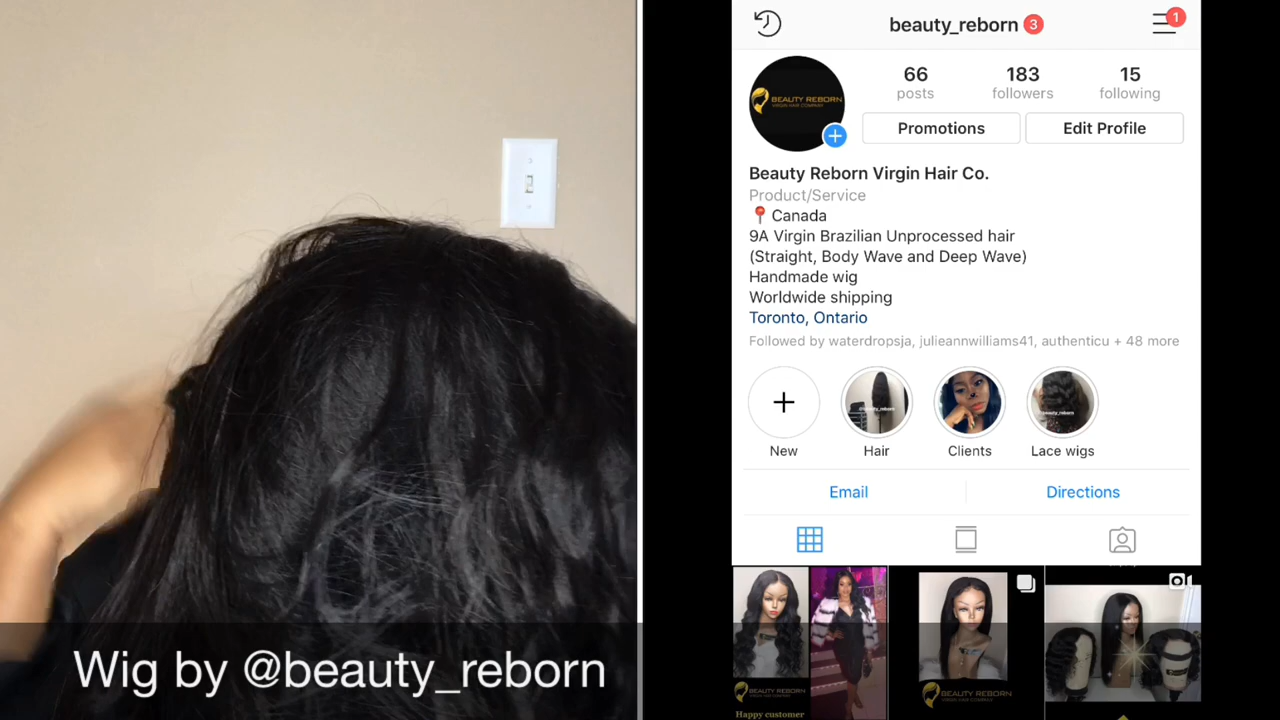 Wig by @beauty_reborn
beauty_reborn 3
1
66 183 15
posts followers following
Promotions Edit Profile
BEAUTY REBORN
VIRGIN HAIR COMPANY
Beauty Reborn Virgin Hair Co.
Product/Service
Canada
9A Virgin Brazilian Unprocessed hair
(Straight, Body Wave and Deep Wave)
Handmade wig
Worldwide shipping
Toronto, Ontario
Followed by waterdropsja, julieannwilliams41, authenticu + 48 more
New Hair Clients Lace wigs
Email Directions
BEAUTY REBORN
Happy customer
BEAUTY REBORN